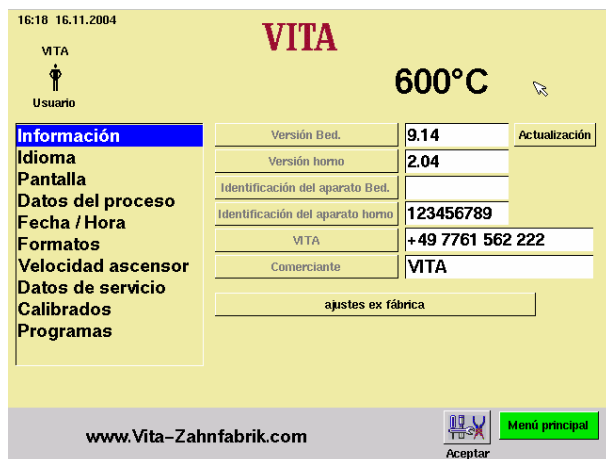 16:18 16.11.2004
VITA
VITA
600°C
Usuario
Información
Idioma
Pantalla
Datos del proceso
Fecha / Hora
Formatos
Velocidad ascensor
Datos de servicio
Calibrados
Programas
Versión Bed. 9.14 Actualización
Versión horno 2.04
Identificación del aparato Bed.
Identificación del aparato horno 123456789
VITA +49 7761 562 222
Comerciante VITA
ajustes ex fábrica
www.Vita-Zahnfabrik.com
Aceptar
Menú principal